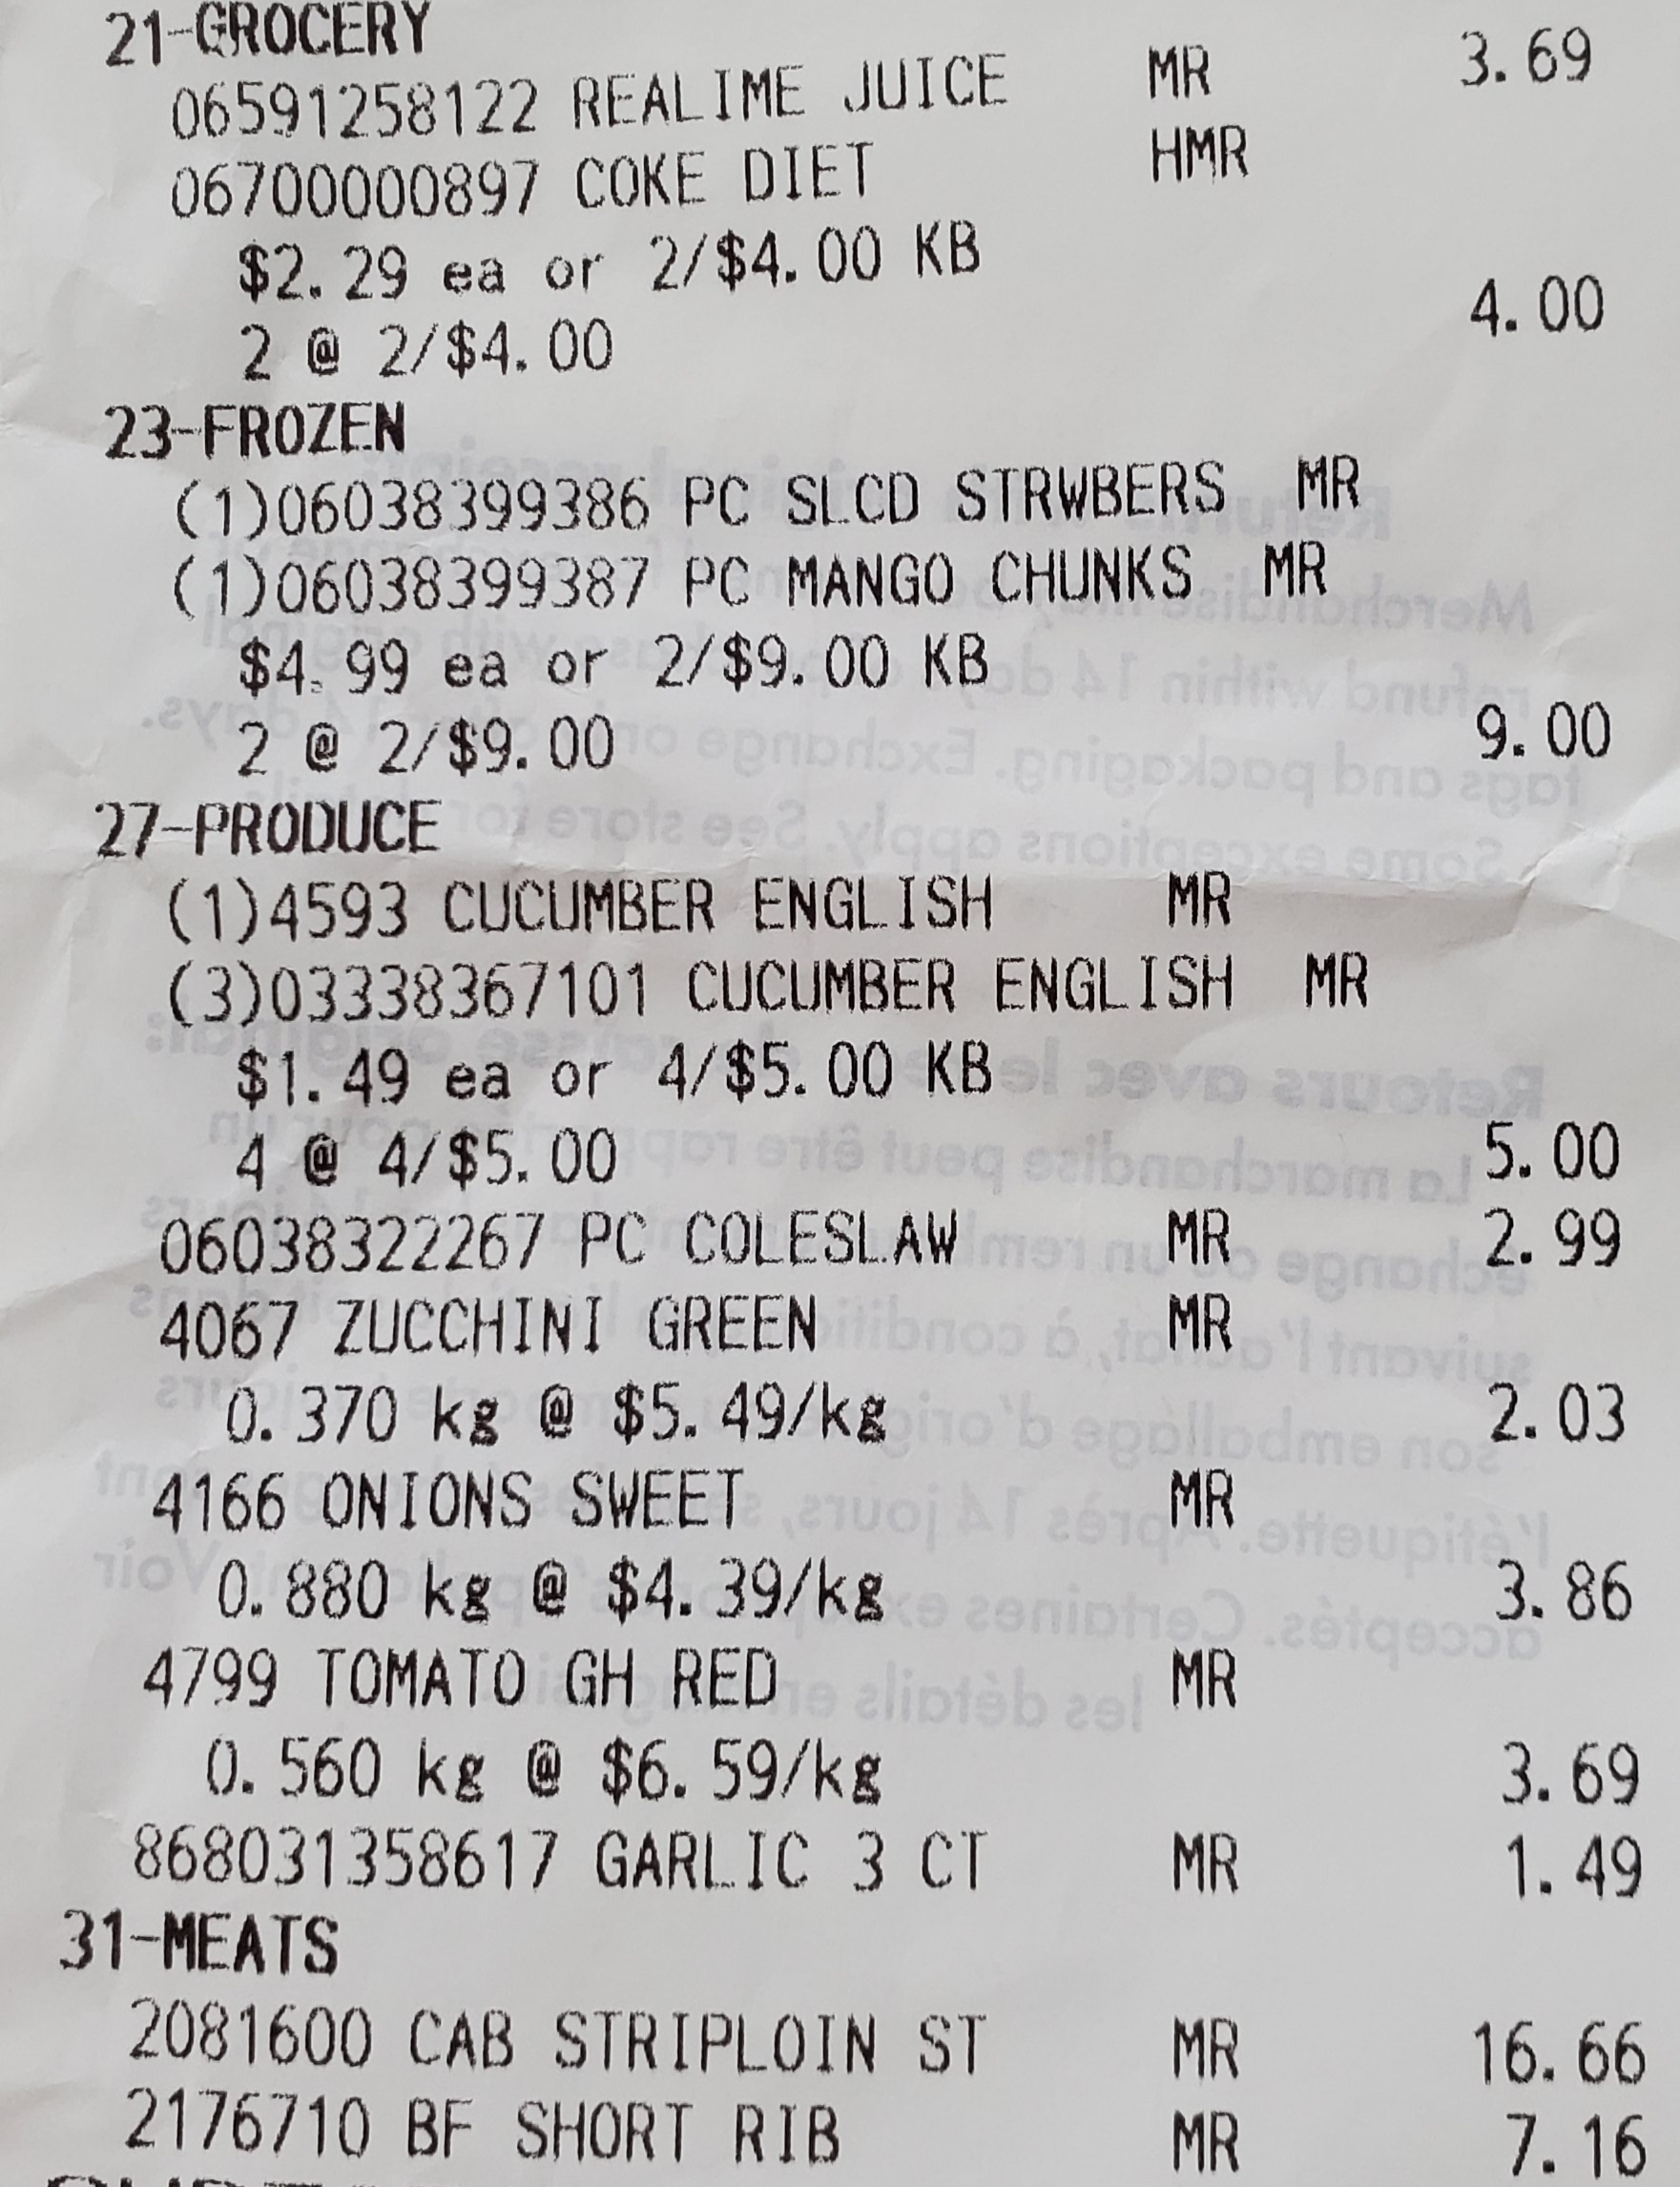 21-GROCERY
06591258122 REALIME JUICE MR 3.69
06700000897 COKE DIET HMR
$2.29 ea or 2/$4.00 KB
2 @ 2/$4.00 4.00
23-FROZEN
(1)06038399386 PC SLCD STRWBERS MR
(1)06038399387 PC MANGO CHUNKS MR
$4.99 ea or 2/$9.00 KB
2 @ 2/$9.00 9.00
27-PRODUCE
(1)4593 CUCUMBER ENGLISH MR
(3)03338367101 CUCUMBER ENGLISH MR
$1.49 ea or 4/$5.00 KB
4 @ 4/$5.00 5.00
06038322267 PC COLESLAW MR 2.99
4067 ZUCCHINI GREEN MR
0.370 kg @ $5.49/kg 2.03
4166 ONIONS SWEET MR
0.880 kg @ $4.39/kg 3.86
4799 TOMATO GH RED MR
0.560 kg @ $6.59/kg 3.69
868031358617 GARLIC 3 CT MR 1.49
31-MEATS
2081600 CAB STRIPLOIN ST MR 16.66
2176710 BF SHORT RIB MR 7.16